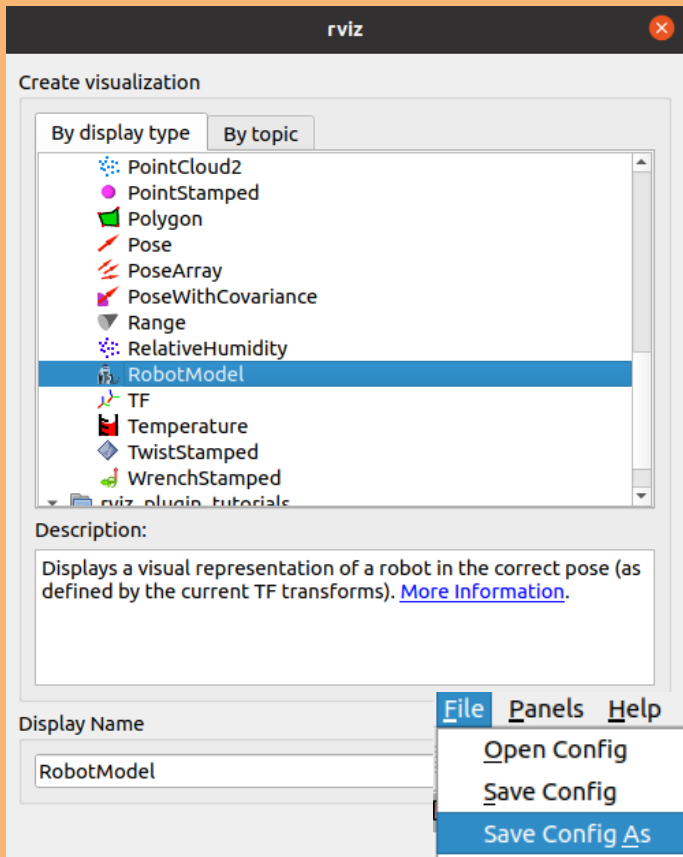 rviz
Create visualization
By display type
By topic
PointCloud2
PointStamped
Polygon
Pose
PoseArray
PoseWithCovariance
Range
RelativeHumidity
RobotModel
TF
Temperature
TwistStamped
WrenchStamped
rviz_plugin_tutorials
Description:
Displays a visual representation of a robot in the correct pose (as
defined by the current TF transforms). More Information.
Display Name
RobotModel
File Panels Help
Open Config
Save Config
Save Config As